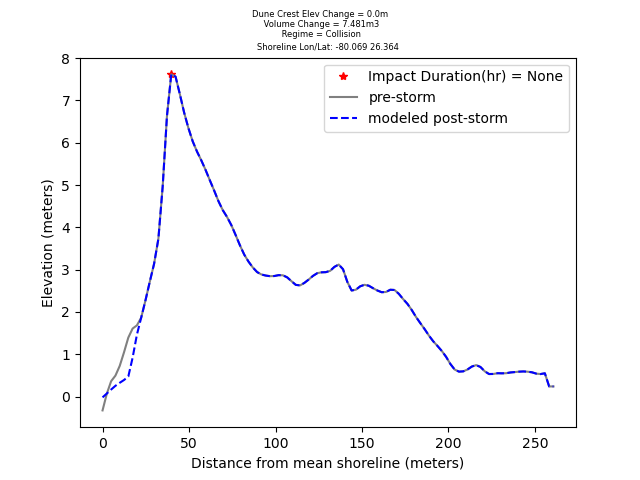 Dune Crest Elev Change = 0.0m
Volume Change = 7.481m3
Regime = Collision
Shoreline Lon/Lat: -80.069 26.364
Impact Duration(hr) = None
pre-storm
modeled post-storm
8
7
6
5
4
3
2
1
0
Elevation (meters)
0 50 100 150 200 250
Distance from mean shoreline (meters)